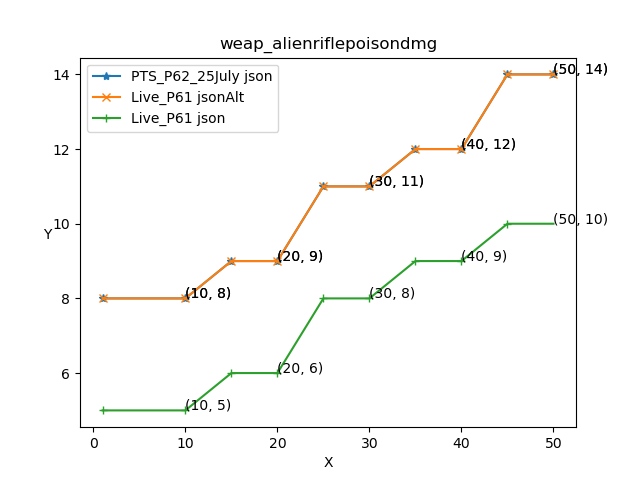 weap_alienriflepoisondmg
PTS_P62_25July json
Live_P61 jsonAlt
Live_P61 json
14
12
10
8
6
Y
(50, 14)
(40, 12)
(30, 11)
(20, 9)
(10, 8)
(50, 10)
(40, 9)
(30, 8)
(20, 6)
(10, 5)
0 10 20 30 40 50
X